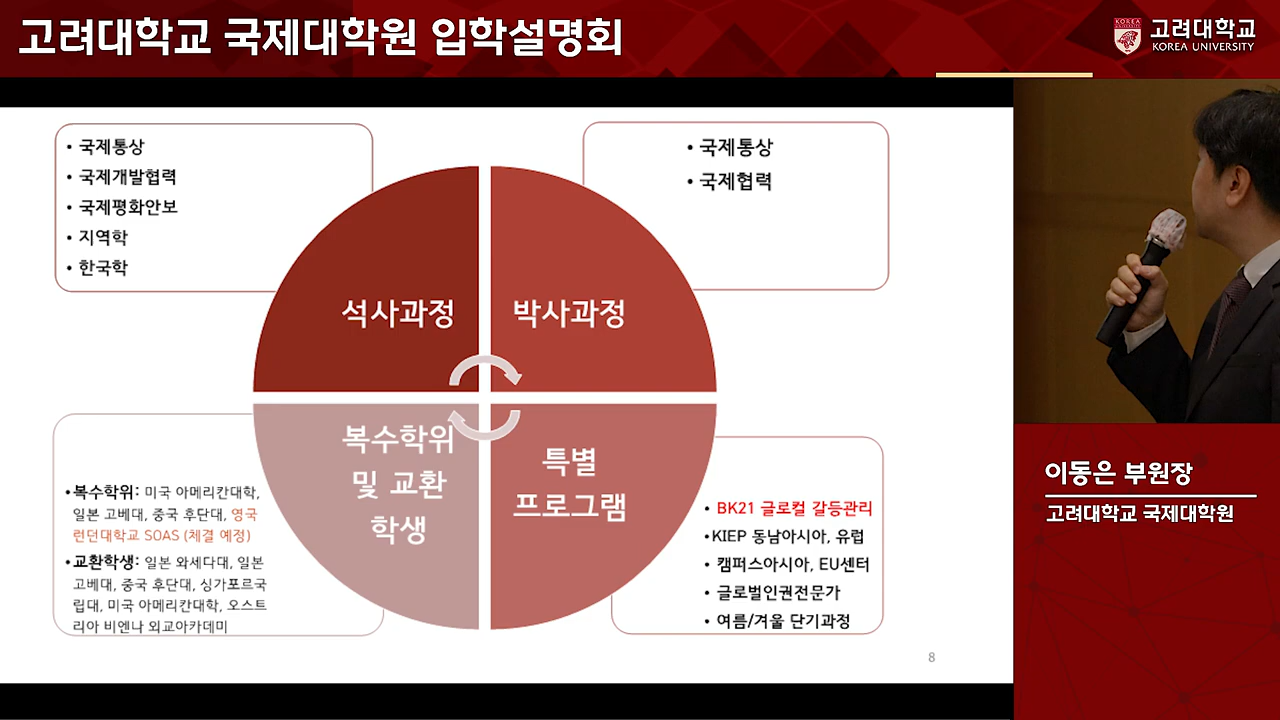 고려대학교 국제대학원 입학설명회
KOREA UNIVERSITY
고려대학교
KOREA UNIVERSITY
• 국제통상
• 국제개발협력
• 국제평화안보
• 지역학
• 한국학
• 국제통상
• 국제협력
석사과정
박사과정
복수학위
및 교환
학생
특별
프로그램
•복수학위: 미국 아메리칸대학,
일본 고베대, 중국 후단대, 영국
런던대학교 SOAS (체결 예정)
•교환학생: 일본 와세다대, 일본
고베대, 중국 후단대, 싱가포르국
립대, 미국 아메리칸대학, 오스트
리아 비엔나 외교아카데미
• BK21 글로컬 갈등관리
•KIEP 동남아시아, 유럽
• 캠퍼스아시아, EU센터
• 글로벌인권전문가
• 여름/겨울 단기과정
8
이동은 부원장
고려대학교 국제대학원